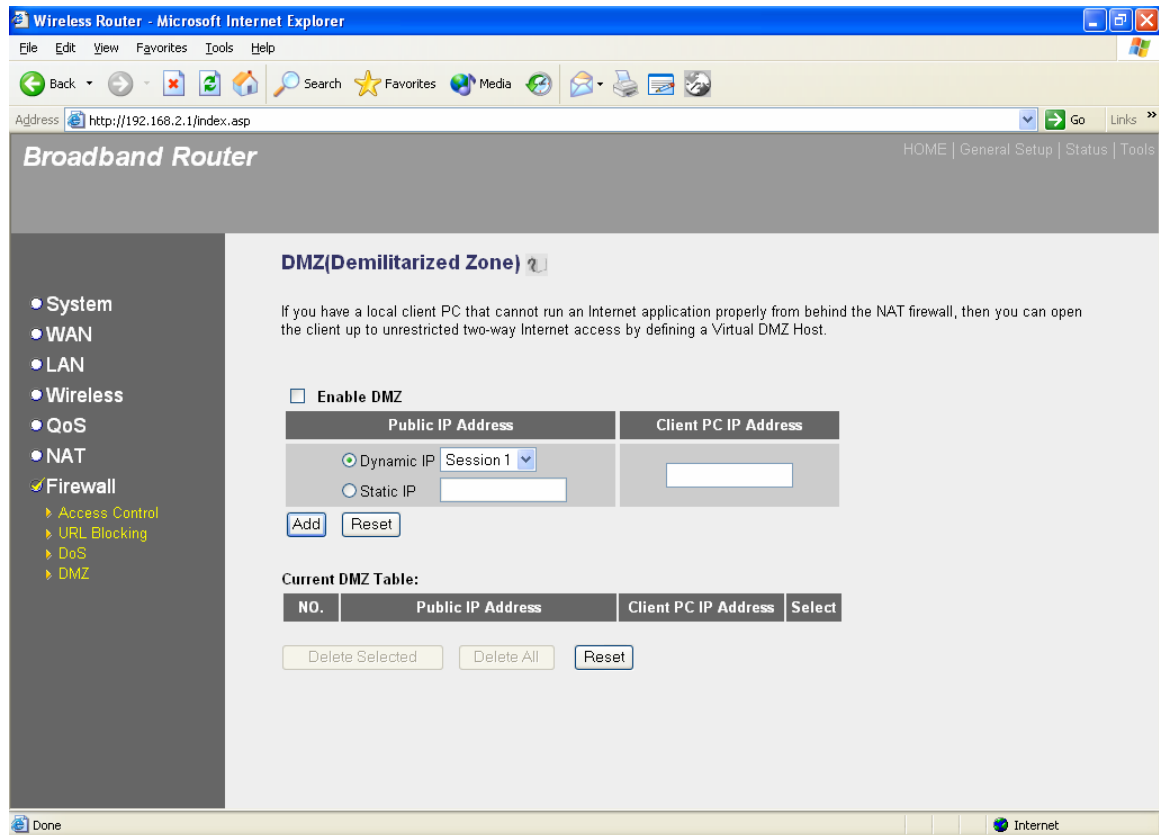 Wireless Router - Microsoft Internet Explorer
File Edit View Favorites Tools Help
Back Search Favorites Media
Address http://192.168.2.1/index.asp Go Links »
Broadband Router
HOME | General Setup | Status | Tools
DMZ(Demilitarized Zone)
If you have a local client PC that cannot run an Internet application properly from behind the NAT firewall, then you can open
the client up to unrestricted two-way Internet access by defining a Virtual DMZ Host.
System
WAN
LAN
Wireless
QoS
NAT
Firewall
Access Control
URL Blocking
DoS
DMZ
Enable DMZ
Public IP Address Client PC IP Address
Dynamic IP Session 1
Static IP
Add Reset
Current DMZ Table:
NO. Public IP Address Client PC IP Address Select
Delete Selected Delete All Reset
Done Internet